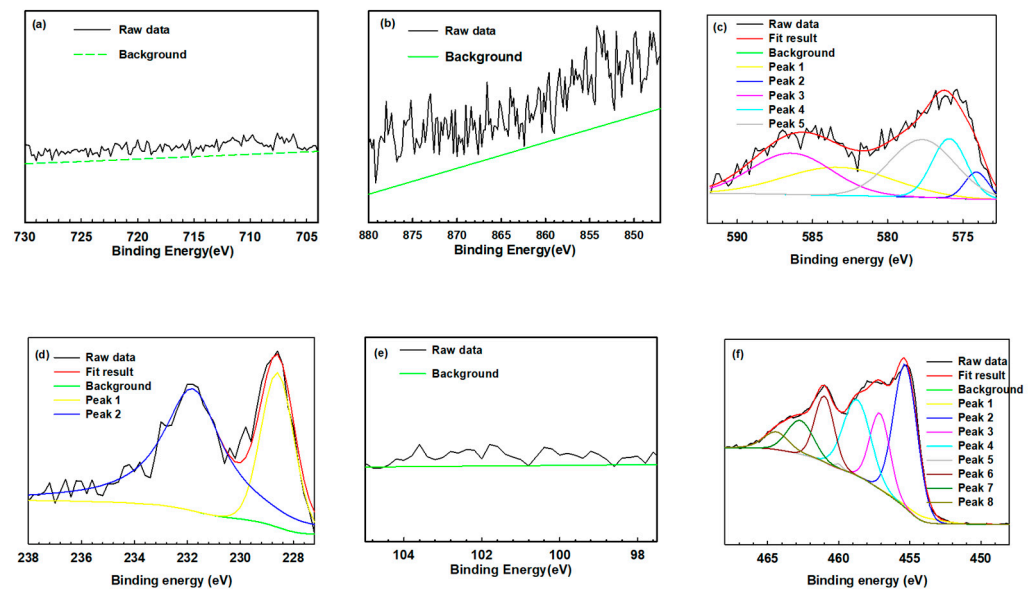 (a)
Raw data
Background
730 725 720 715 710 705
Binding Energy(eV)
(b)
Raw data
Background
880 875 870 865 860 855 850
Binding Energy(eV)
(c)
Raw data
Fit result
Background
Peak 1
Peak 2
Peak 3
Peak 4
Peak 5
590 585 580 575
Binding energy (eV)
(d)
Raw data
Fit result
Background
Peak 1
Peak 2
238 236 234 232 230 228
Binding energy (eV)
(e)
Raw data
Background
104 102 100 98
Binding Energy(eV)
(f)
Raw data
Fit result
Background
Peak 1
Peak 2
Peak 3
Peak 4
Peak 5
Peak 6
Peak 7
Peak 8
465 460 455 450
Binding energy (eV)